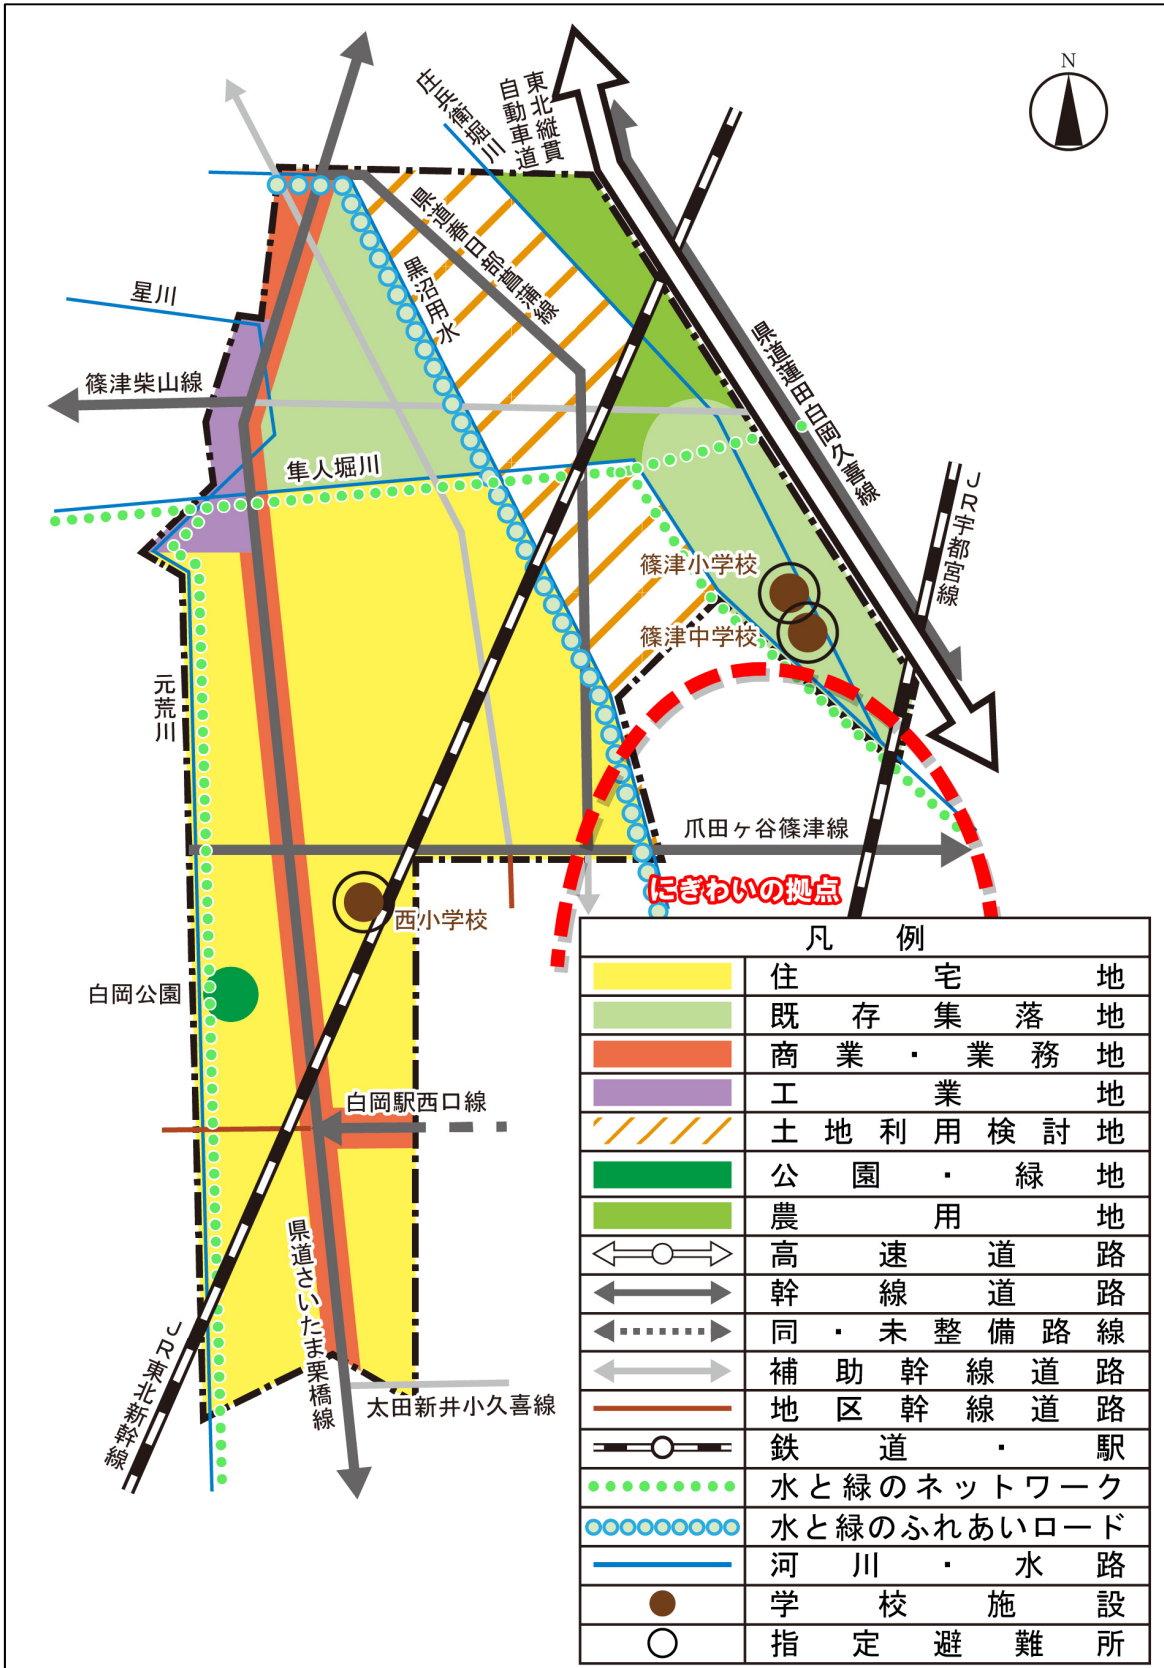 N
庄兵衛堀川
東北縦貫
自動車道
県道春日部菖蒲線
黒沼用水
星川
篠津柴山線
県道蓮田白岡久喜線
隼人堀川
JR宇都宮線
篠津小学校
篠津中学校
元荒川
爪田ヶ谷篠津線
にぎわいの拠点
西小学校
白岡公園
白岡駅西口線
県道さいたま栗橋線
JR東北新幹線
太田新井小久喜線
凡例
住宅地
既存集落地
商業・業務地
工業地
土地利用検討地
公園・緑地
農用地
高速道路
幹線道路
同・未整備路線
補助幹線道路
地区幹線道路
鉄道・駅
水と緑のネットワーク
水と緑のふれあいロード
河川・水路
学校施設
指定避難所